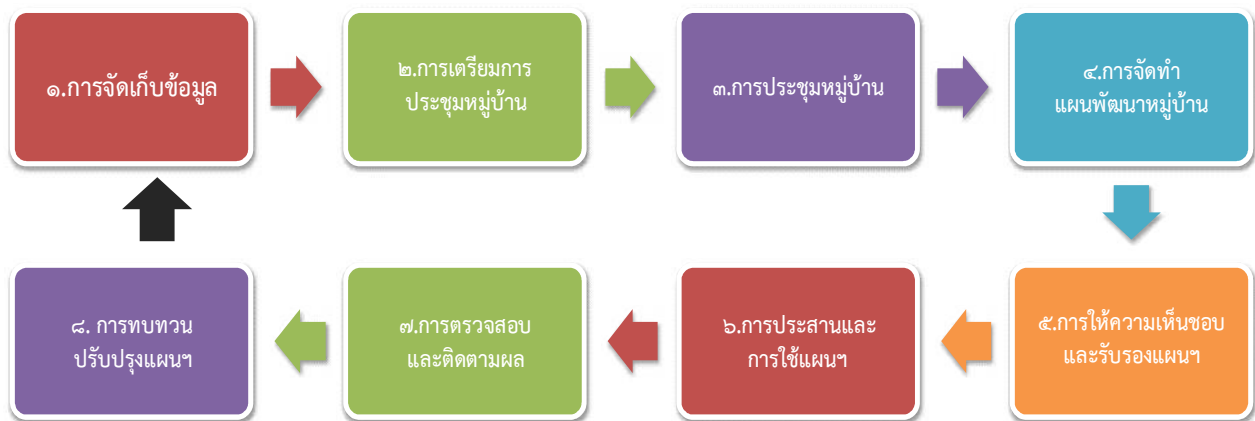 ๑.การจัดเก็บข้อมูล
๒.การเตรียมการ
ประชุมหมู่บ้าน
๓.การประชุมหมู่บ้าน
๔.การจัดทำ
แผนพัฒนาหมู่บ้าน
๕.การให้ความเห็นชอบ
และรับรองแผนฯ
๖.การประสานและ
การใช้แผนฯ
๗.การตรวจสอบ
และติดตามผล
๘. การทบทวน
ปรับปรุงแผนฯ